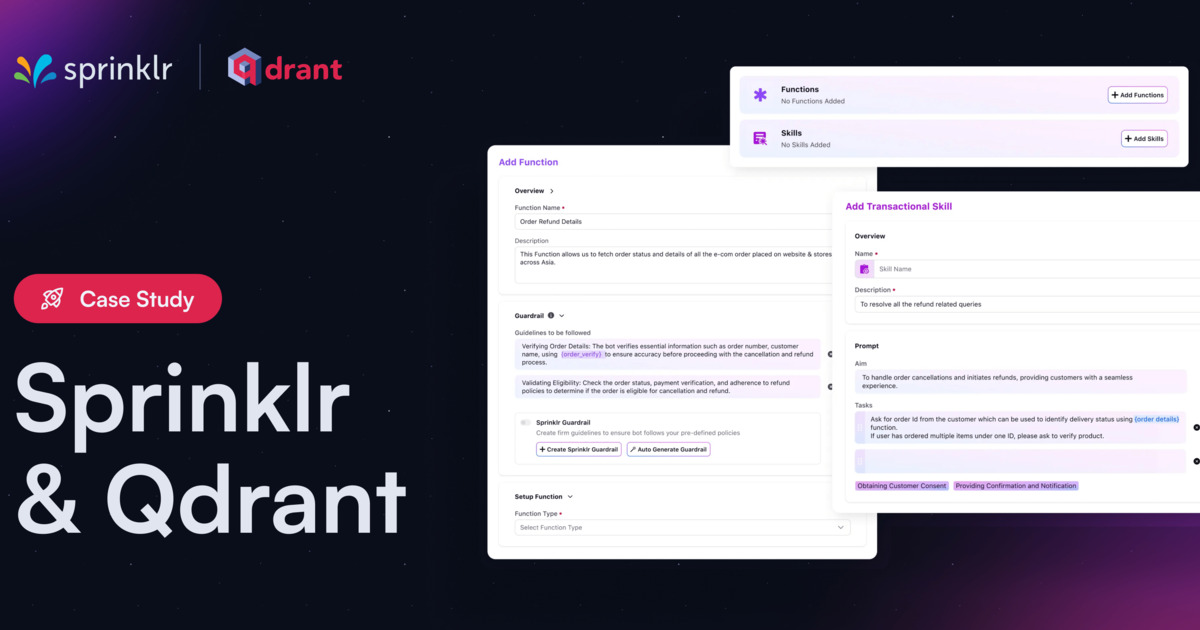 sprinklr
qdrant
Case Study
Sprinklr
& Qdrant
Functions
No Functions Added
+ Add Functions
Skills
No Skills Added
+ Add Skills
Add Function
Overview
Function Name •
Order Refund Details
Description
This Function allows us to fetch order status and details of all the e-com order placed on website & stores
across Asia.
Guardrail
Guidelines to be followed
Verifying Order Details: The bot verifies essential information such as order number, customer
name, using {order_verify} to ensure accuracy before proceeding with the cancellation and refund
process.
Validating Eligibility: Check the order status, payment verification, and adherence to refund
policies to determine if the order is eligible for cancellation and refund.
Sprinklr Guardrail
Create firm guidelines to ensure bot follows your pre-defined policies
+ Create Sprinklr Guardrail
Auto Generate Guardrail
Setup Function
Function Type •
Select Function Type
Add Transactional Skill
Overview
Name •
Skill Name
Description •
To resolve all the refund related queries
Prompt
Aim
To handle order cancellations and initiates refunds, providing customers with a seamless
experience.
Tasks
Ask for order Id from the customer which can be used to identify delivery status using {order details}
function.
If user has ordered multiple items under one ID, please ask to verify product.
Obtaining Customer Consent
Providing Confirmation and Notification